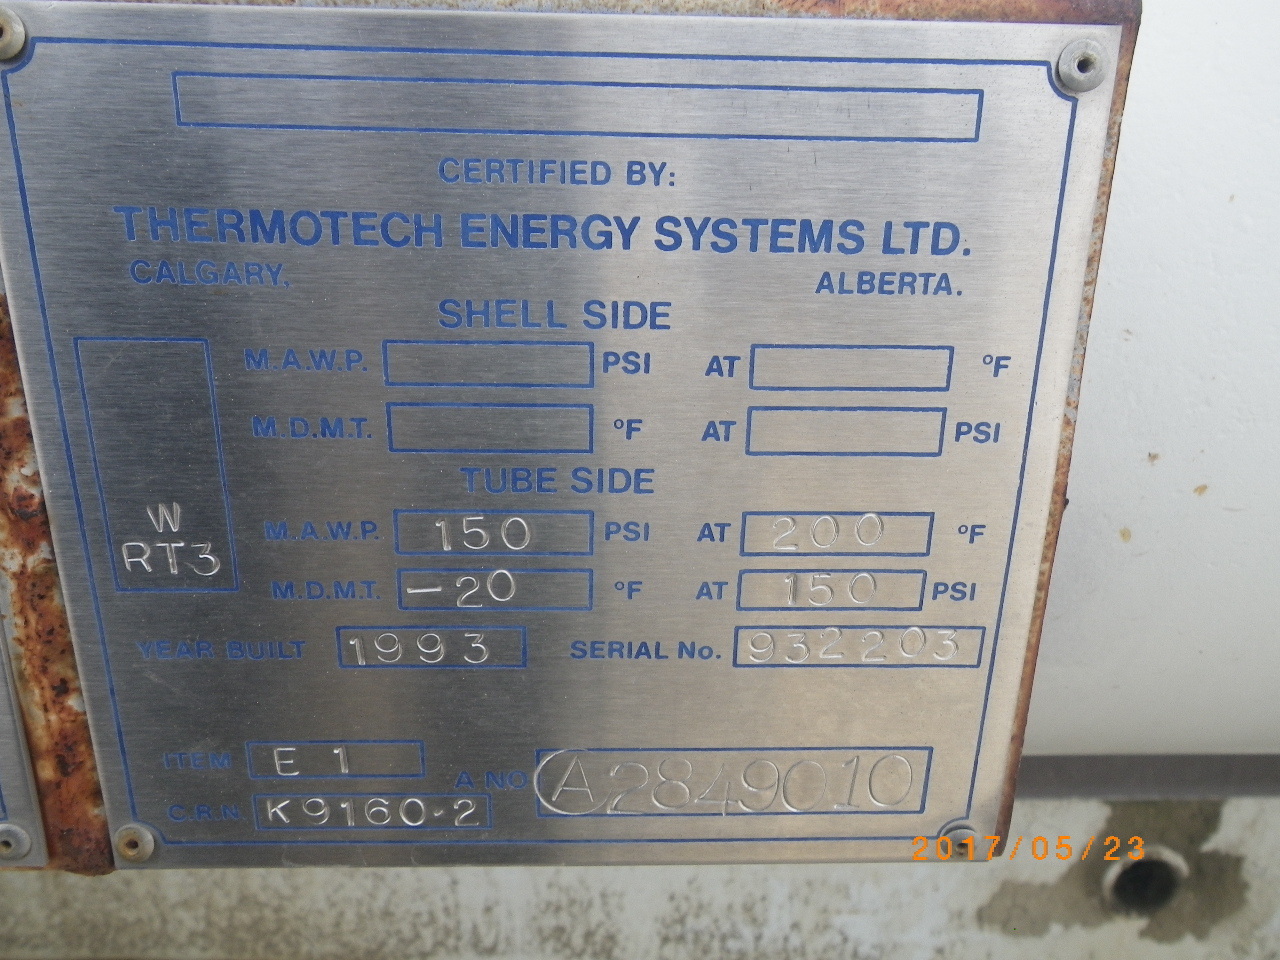 CERTIFIED BY:
THERMOTECH ENERGY SYSTEMS LTD.
CALGARY, ALBERTA.
SHELL SIDE
M.A.W.P. PSI AT °F
M.D.M.T. °F AT PSI
TUBE SIDE
W
RT3
M.A.W.P. 150 PSI AT 200 °F
M.D.M.T. -20 °F AT 150 PSI
YEAR BUILT 1993 SERIAL No. 932203
ITEM E 1
A NO A2849010
C.R.N. K9160-2
2017/05/23